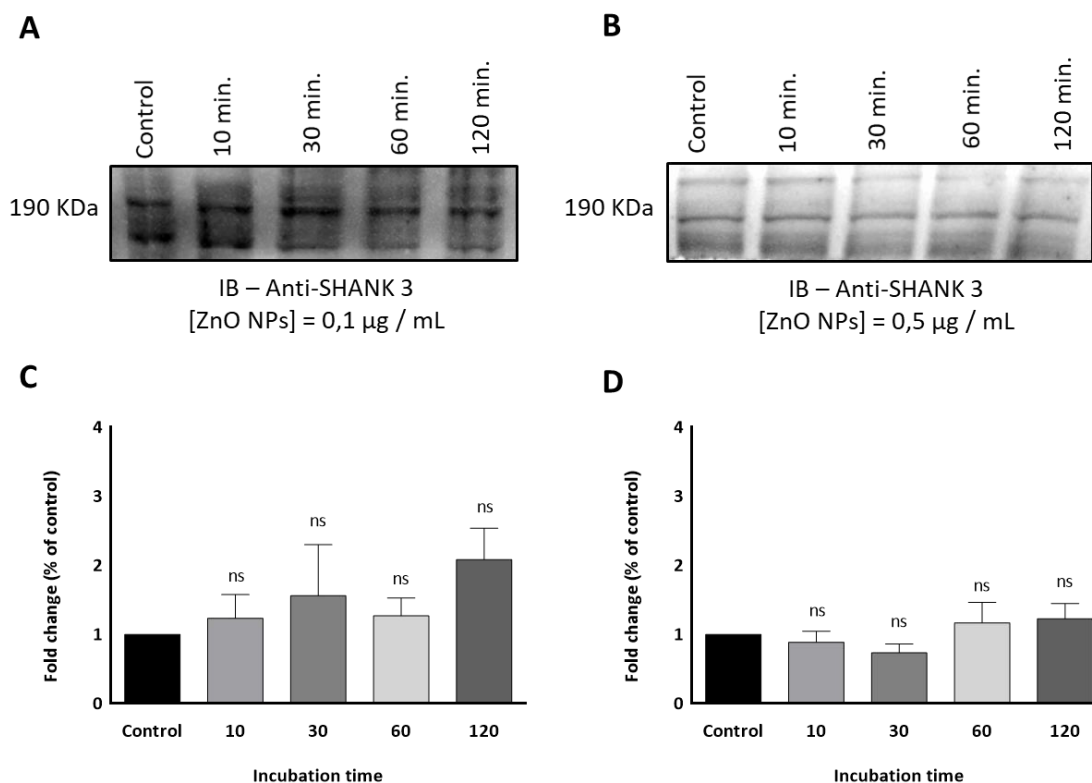 A
Control
10 min.
30 min.
60 min.
120 min.
190 KDa
IB – Anti-SHANK 3
[ZnO NPs] = 0,1 µg / mL
B
Control
10 min.
30 min.
60 min.
120 min.
190 KDa
IB – Anti-SHANK 3
[ZnO NPs] = 0,5 µg / mL
C
Fold change (% of control)
4
3
2
1
0
ns
ns
ns
ns
Control
10
30
60
120
Incubation time
D
Fold change (% of control)
4
3
2
1
0
ns
ns
ns
ns
Control
10
30
60
120
Incubation time